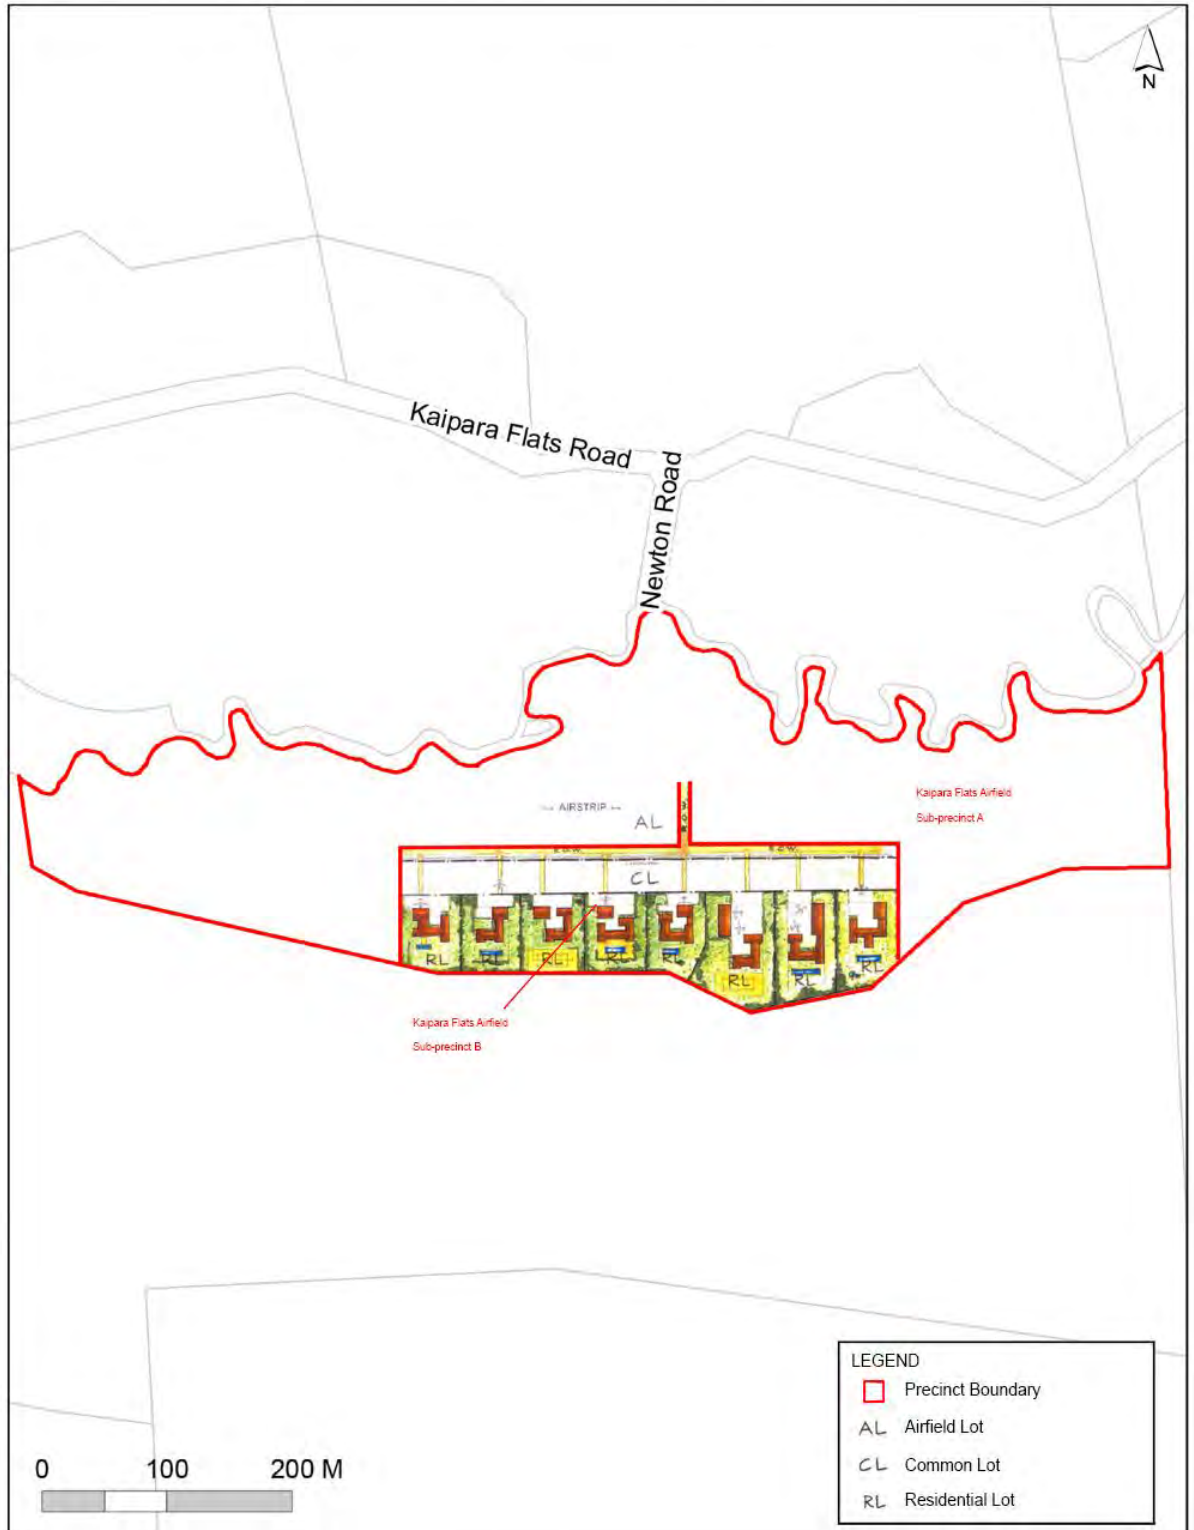 N
Kaipara Flats Road
Newton Road
Kaipara Flats Airfield
Sub-precinct A
AIRSTRIP
AL
R.O.W.
R.O.W.
R.O.W.
CL
RL
RL
RL
RL
RL
RL
RL
RL
Kaipara Flats Airfield
Sub-precinct B
LEGEND
Precinct Boundary
AL Airfield Lot
CL Common Lot
RL Residential Lot
0 100 200 M